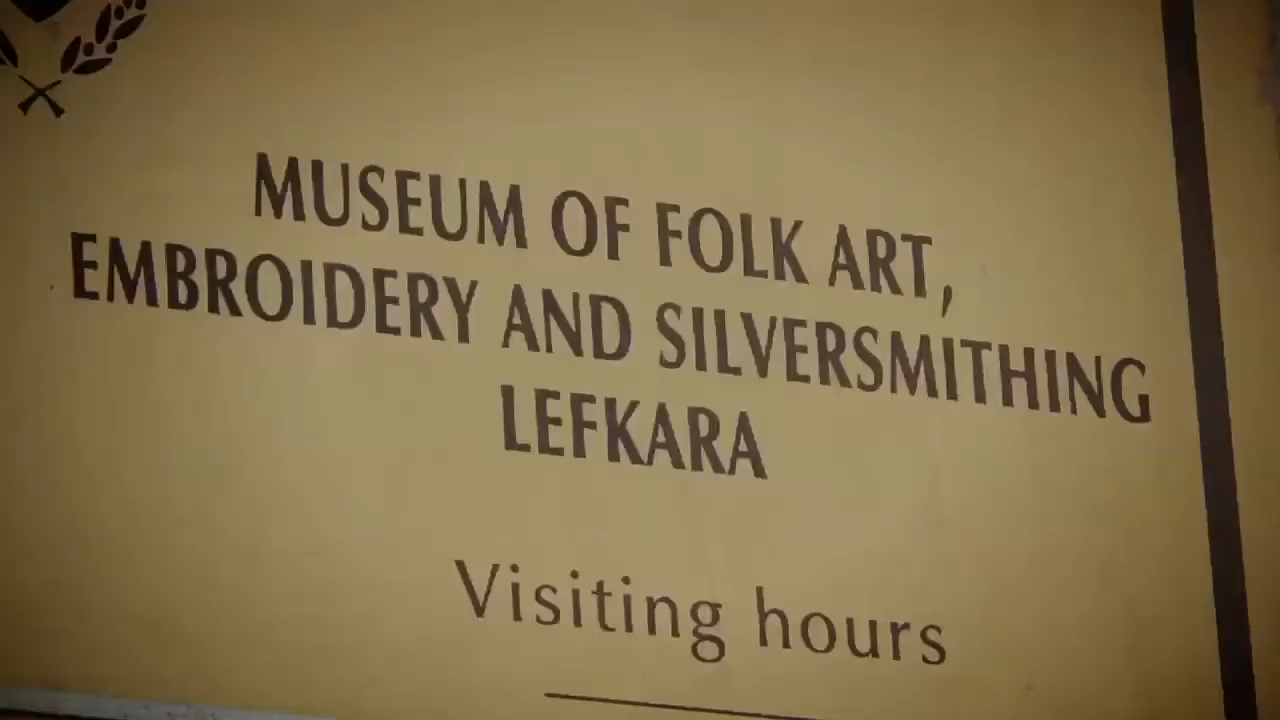 MUSEUM OF FOLK ART,
EMBROIDERY AND SILVERSMITHING
LEFKARA
Visiting hours